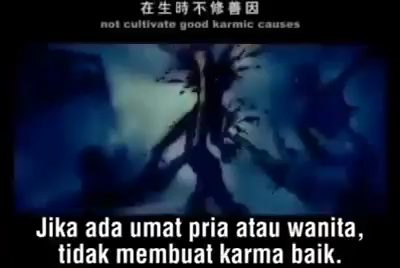 在生時不修善因
not cultivate good karmic causes
Jika ada umat pria atau wanita,
tidak membuat karma baik.